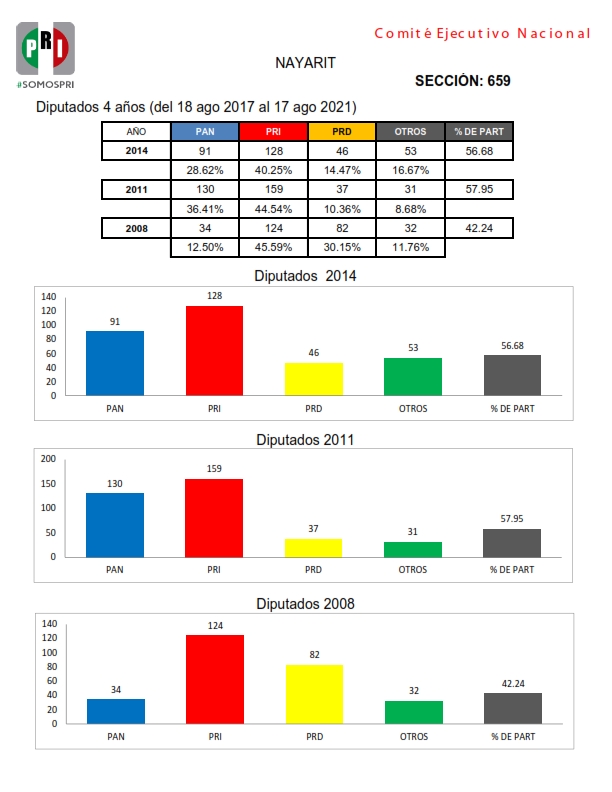 Comité Ejecutivo Nacional
PRI
#SOMOSPRI
NAYARIT
SECCIÓN: 659
Diputados 4 años (del 18 ago 2017 al 17 ago 2021)
AÑO PAN PRI PRD OTROS % DE PART
2014 91 128 46 53 56.68
28.62% 40.25% 14.47% 16.67%
2011 130 159 37 31 57.95
36.41% 44.54% 10.36% 8.68%
2008 34 124 82 32 42.24
12.50% 45.59% 30.15% 11.76%
Diputados 2014
140
120
100
80
60
40
20
0
91 128 46 53 56.68
PAN PRI PRD OTROS % DE PART
Diputados 2011
200
150
100
50
0
130 159 37 31 57.95
PAN PRI PRD OTROS % DE PART
Diputados 2008
140
120
100
80
60
40
20
0
34 124 82 32 42.24
PAN PRI PRD OTROS % DE PART